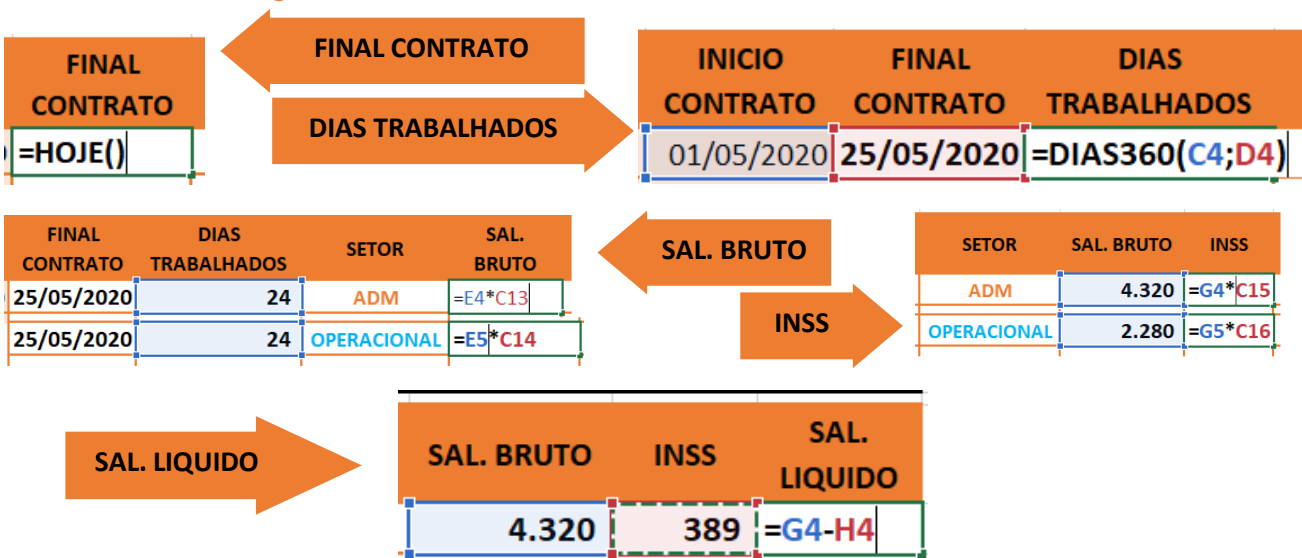 FINAL CONTRATO
FINAL
CONTRATO
=HOJE()
DIAS TRABALHADOS
INICIO CONTRATO FINAL CONTRATO DIAS TRABALHADOS
01/05/2020 25/05/2020 =DIAS360(C4;D4)
FINAL CONTRATO DIAS TRABALHADOS SETOR SAL. BRUTO
25/05/2020 24 ADM =E4*C13
25/05/2020 24 OPERACIONAL =E5*C14
SAL. BRUTO
INSS
SETOR SAL. BRUTO INSS
ADM 4.320 =G4*C15
OPERACIONAL 2.280 =G5*C16
SAL. LIQUIDO
SAL. BRUTO INSS SAL. LIQUIDO
4.320 389 =G4-H4